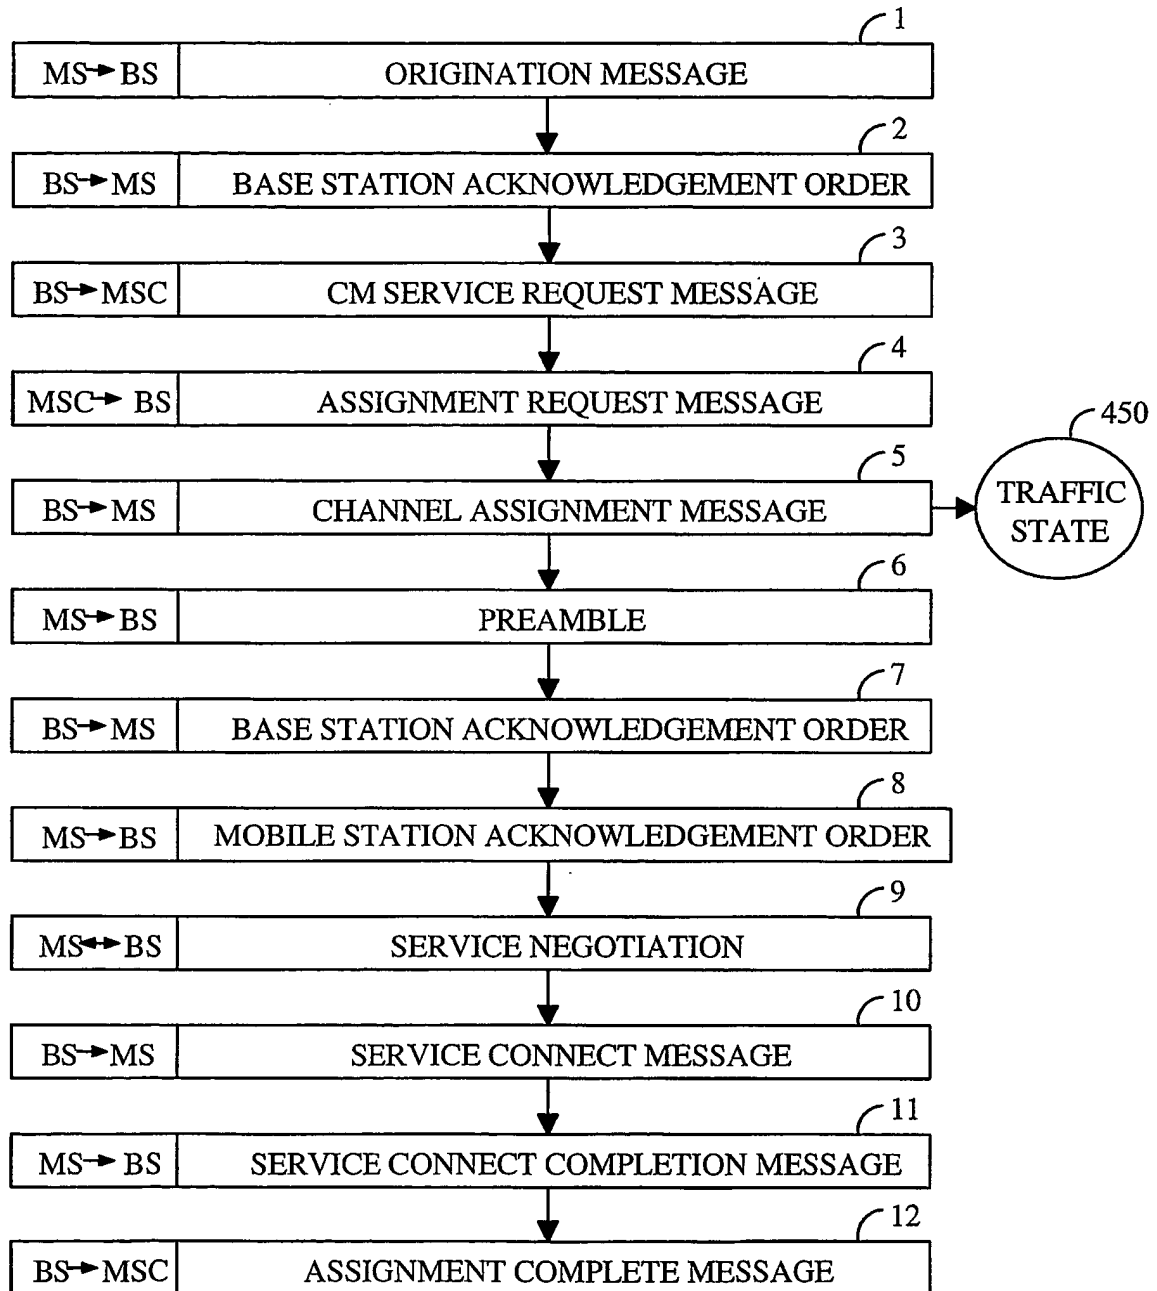 1
MS→BS ORIGINATION MESSAGE
2
BS→MS BASE STATION ACKNOWLEDGEMENT ORDER
3
BS→MSC CM SERVICE REQUEST MESSAGE
4
MSC→BS ASSIGNMENT REQUEST MESSAGE
450
5
BS→MS CHANNEL ASSIGNMENT MESSAGE
TRAFFIC
STATE
6
MS→BS PREAMBLE
7
BS→MS BASE STATION ACKNOWLEDGEMENT ORDER
8
MS→BS MOBILE STATION ACKNOWLEDGEMENT ORDER
9
MS↔BS SERVICE NEGOTIATION
10
BS→MS SERVICE CONNECT MESSAGE
11
MS→BS SERVICE CONNECT COMPLETION MESSAGE
12
BS→MSC ASSIGNMENT COMPLETE MESSAGE